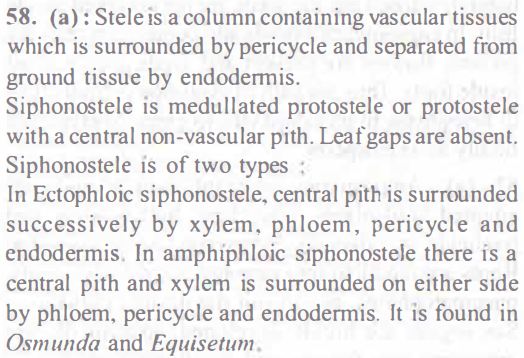 58. (a) : Stele is a column containing vascular tissues
which is surrounded by pericycle and separated from
ground tissue by endodermis.
Siphonostele is medullated protostele or protostele
with a central non-vascular pith. Leaf gaps are absent.
Siphonostele is of two types :
In Ectophloic siphonostele, central pith is surrounded
successively by xylem, phloem, pericycle and
endodermis. In amphiphloic siphonostele there is a
central pith and xylem is surrounded on either side
by phloem, pericycle and endodermis. It is found in
Osmunda and Equisetum.